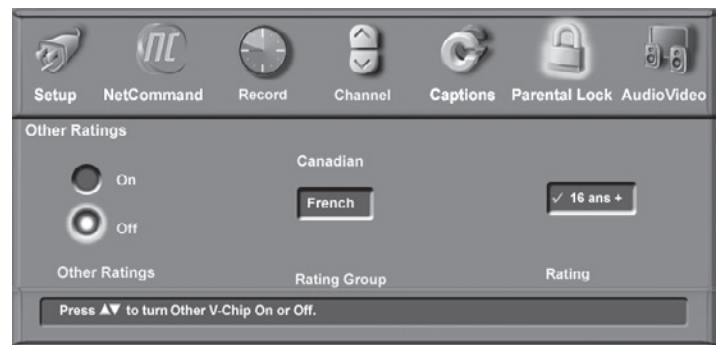 NC
Setup NetCommand Record Channel Captions Parental Lock AudioVideo
Other Ratings
On
Off
Other Ratings
Canadian
French
Rating Group
✓ 16 ans +
Rating
Press ▲▼ to turn Other V-Chip On or Off.